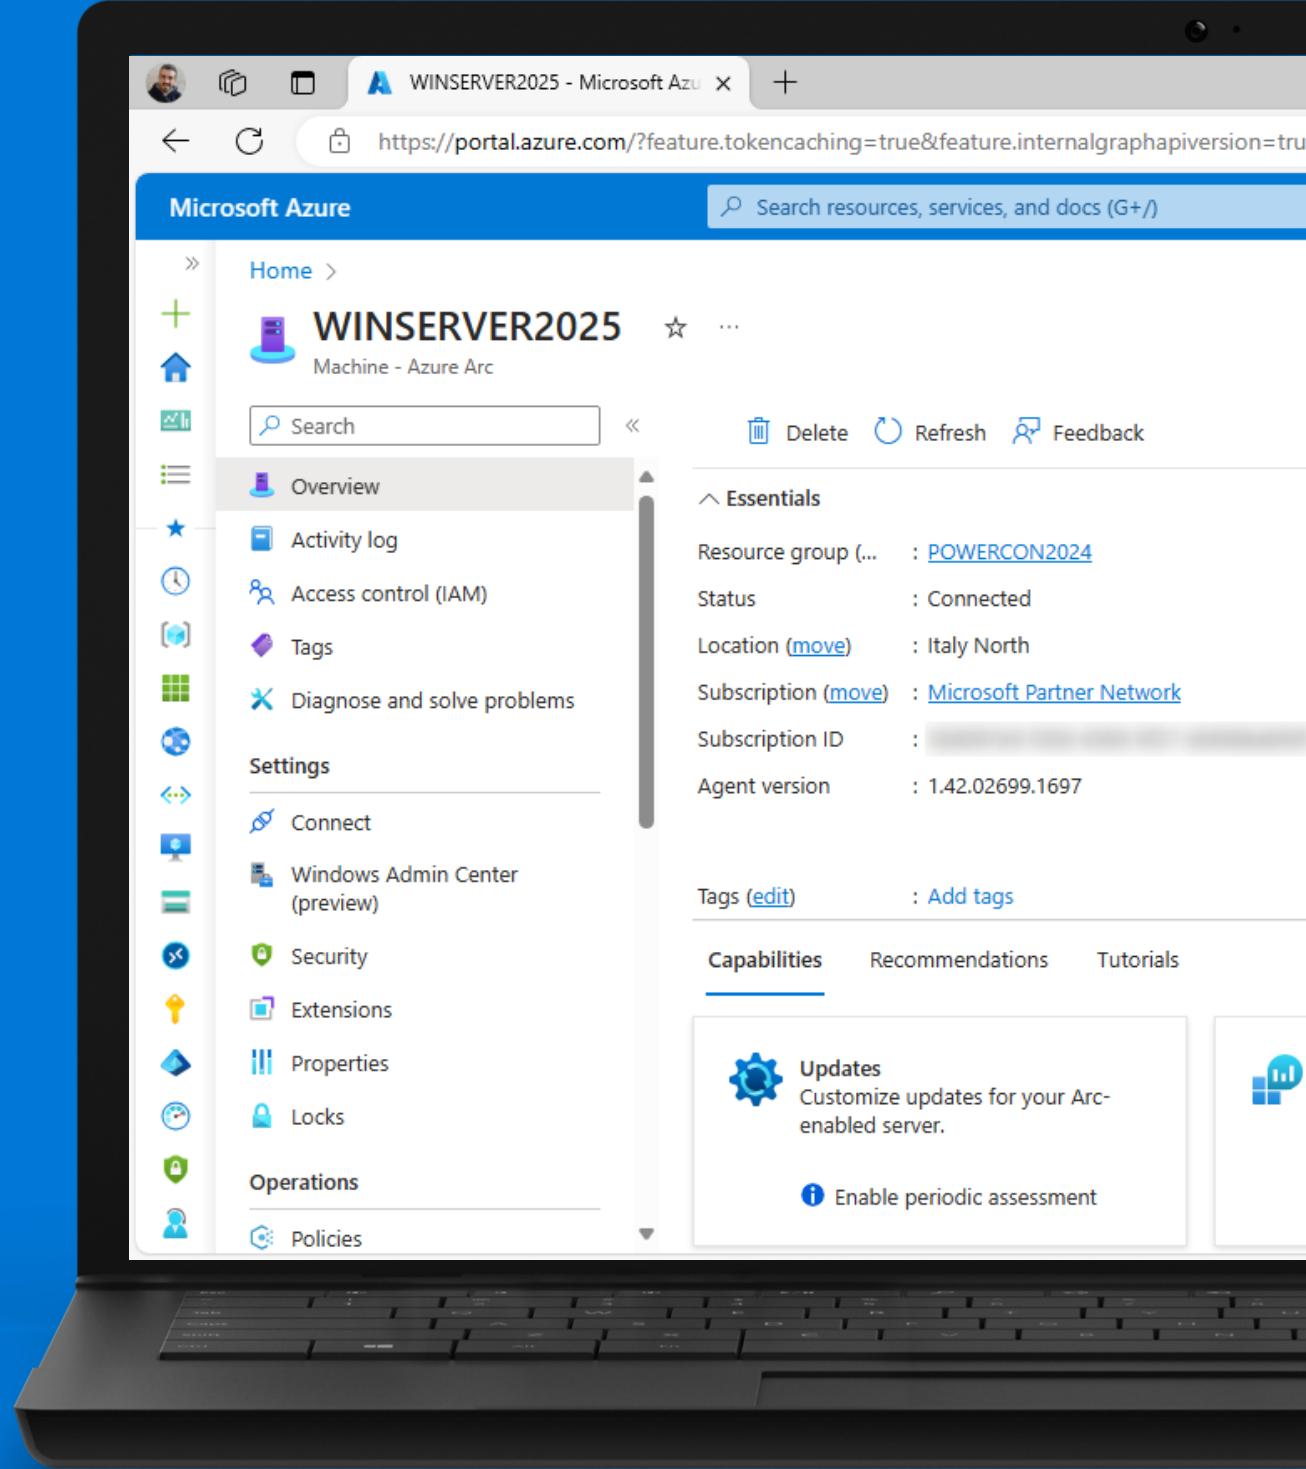 WINSERVER2025 - Microsoft Azu
https://portal.azure.com/?feature.tokencaching=true&feature.internalgraphapiversion=tru
Microsoft Azure
Search resources, services, and docs (G+/)
Home
WINSERVER2025
Machine - Azure Arc
Search
Overview
Activity log
Access control (IAM)
Tags
Diagnose and solve problems
Settings
Connect
Windows Admin Center
(preview)
Security
Extensions
Properties
Locks
Operations
Policies
Delete Refresh Feedback
Essentials
Resource group (... : POWERCON2024
Status : Connected
Location (move) : Italy North
Subscription (move) : Microsoft Partner Network
Subscription ID :
Agent version : 1.42.02699.1697
Tags (edit) : Add tags
Capabilities Recommendations Tutorials
Updates
Customize updates for your Arc-
enabled server.
Enable periodic assessment